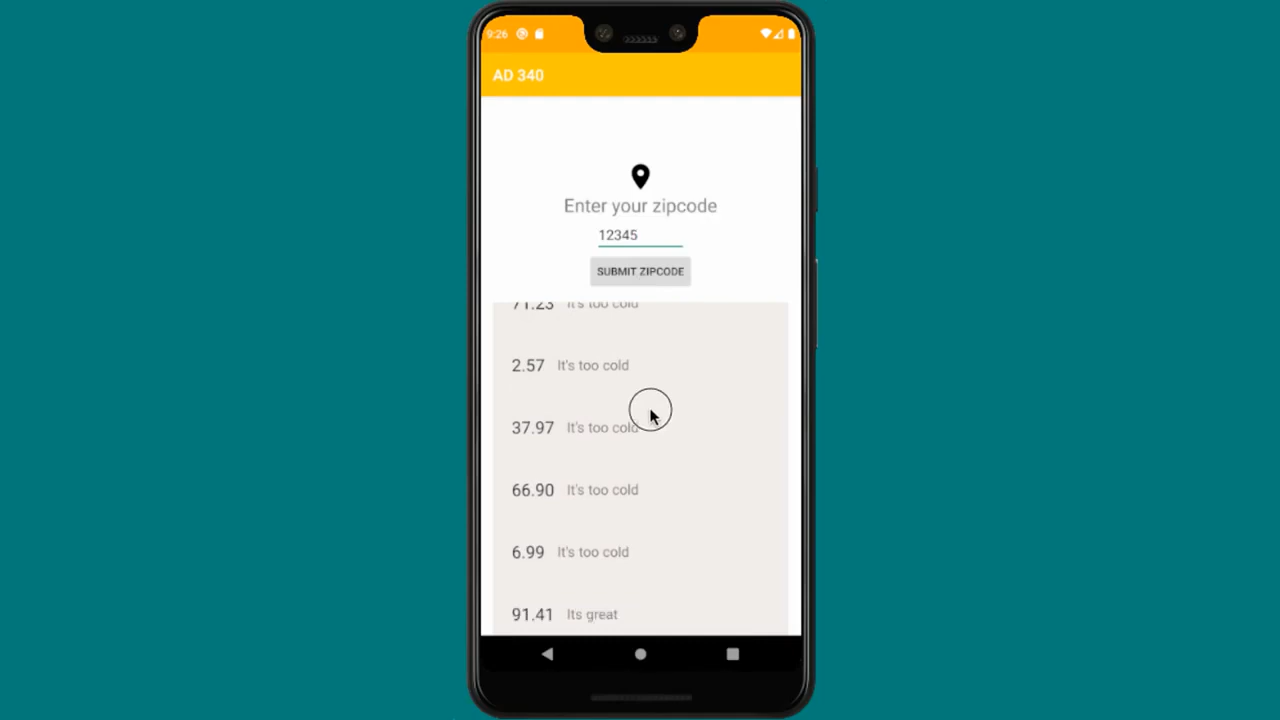 9:26
AD 340
Enter your zipcode
12345
SUBMIT ZIPCODE
71.23 It's too cold
2.57 It's too cold
37.97 It's too cold
66.90 It's too cold
6.99 It's too cold
91.41 Its great